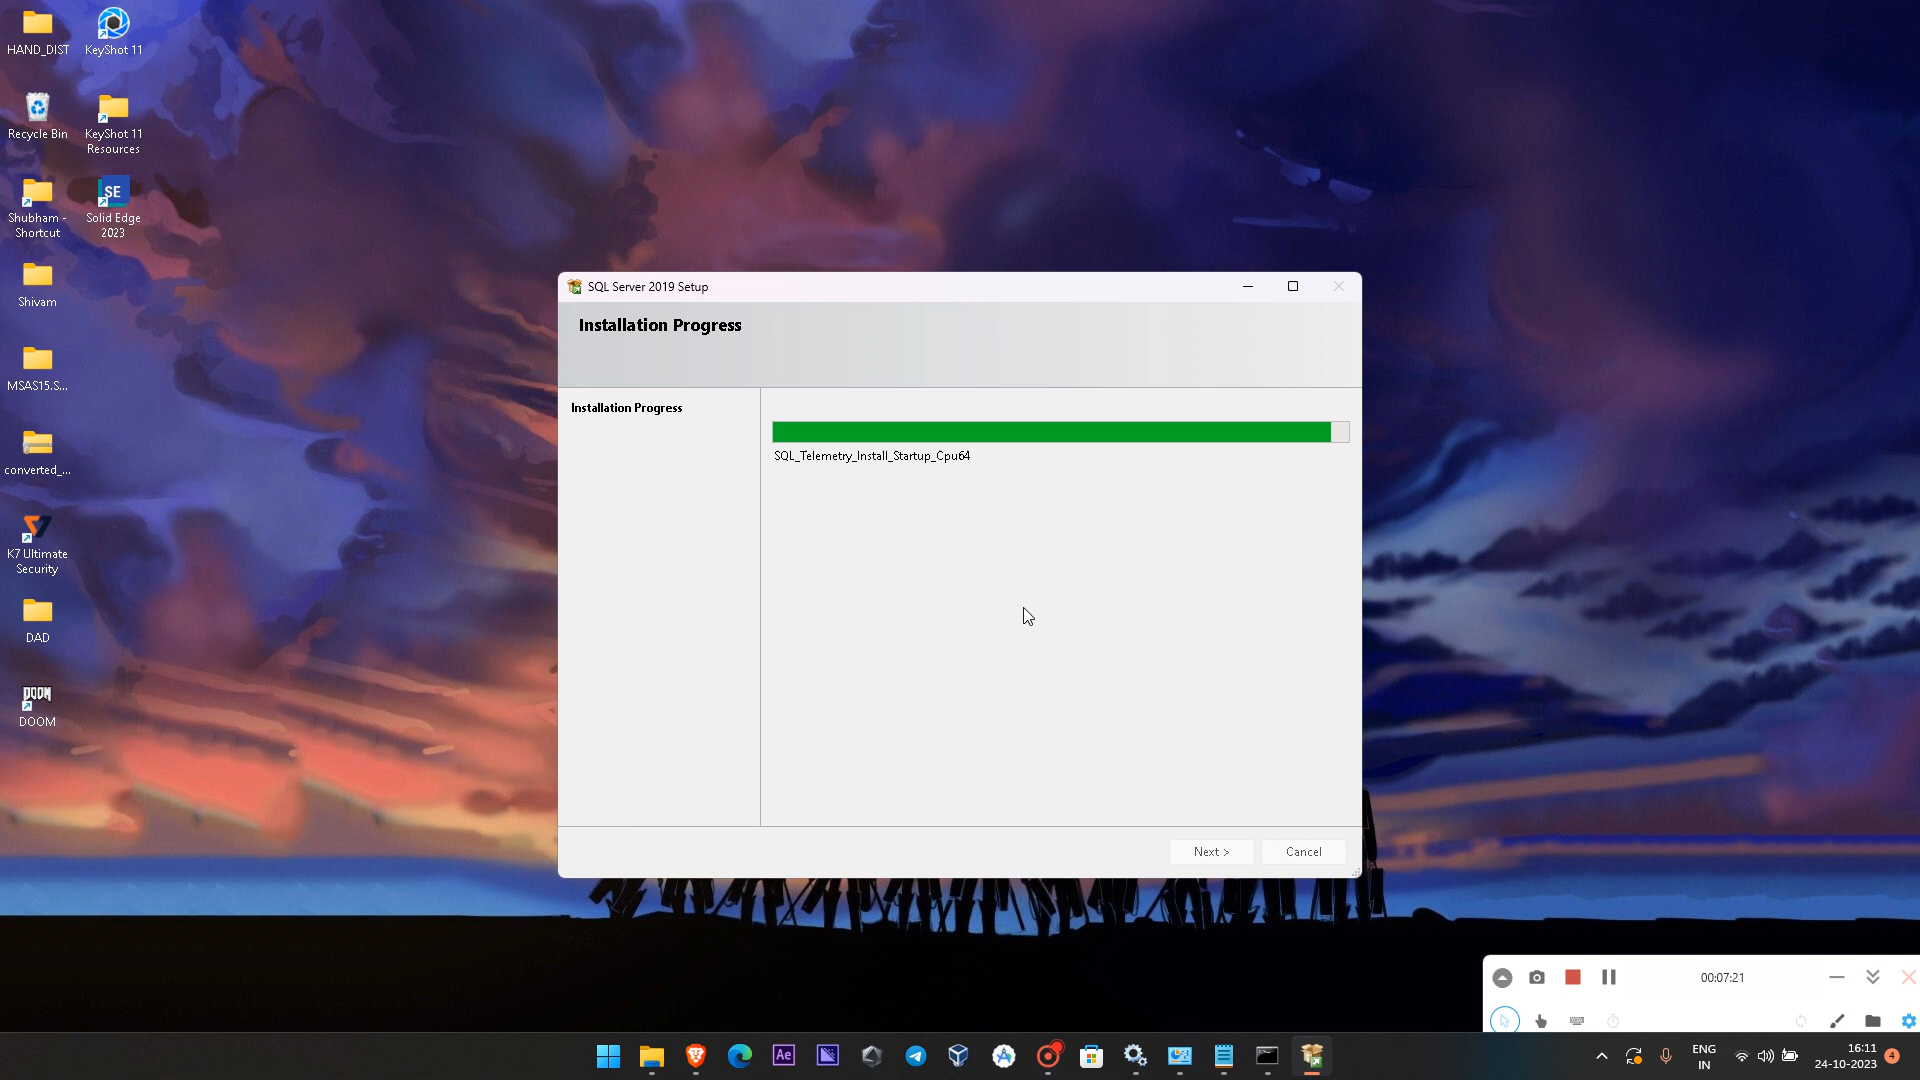 HAND_DIST
KeyShot 11
Recycle Bin
KeyShot 11
Resources
Shubham -
Shortcut
SE
Solid Edge
2023
Shivam
MSAS15.S...
converted_...
K7 Ultimate
Security
DAD
DOOM
DOOM
SQL Server 2019 Setup
Installation Progress
Installation Progress
SQL_Telemetry_Install_Startup_Cpu64
Next >
Cancel
00:07:21
Ae
ENG
IN
16:11
24-10-2023
4